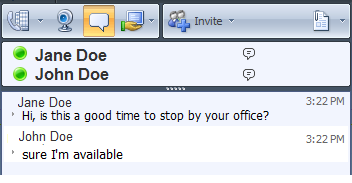 Invite
Jane Doe
John Doe
Jane Doe 3:22 PM
Hi, is this a good time to stop by your office?
John Doe 3:22 PM
sure I'm available